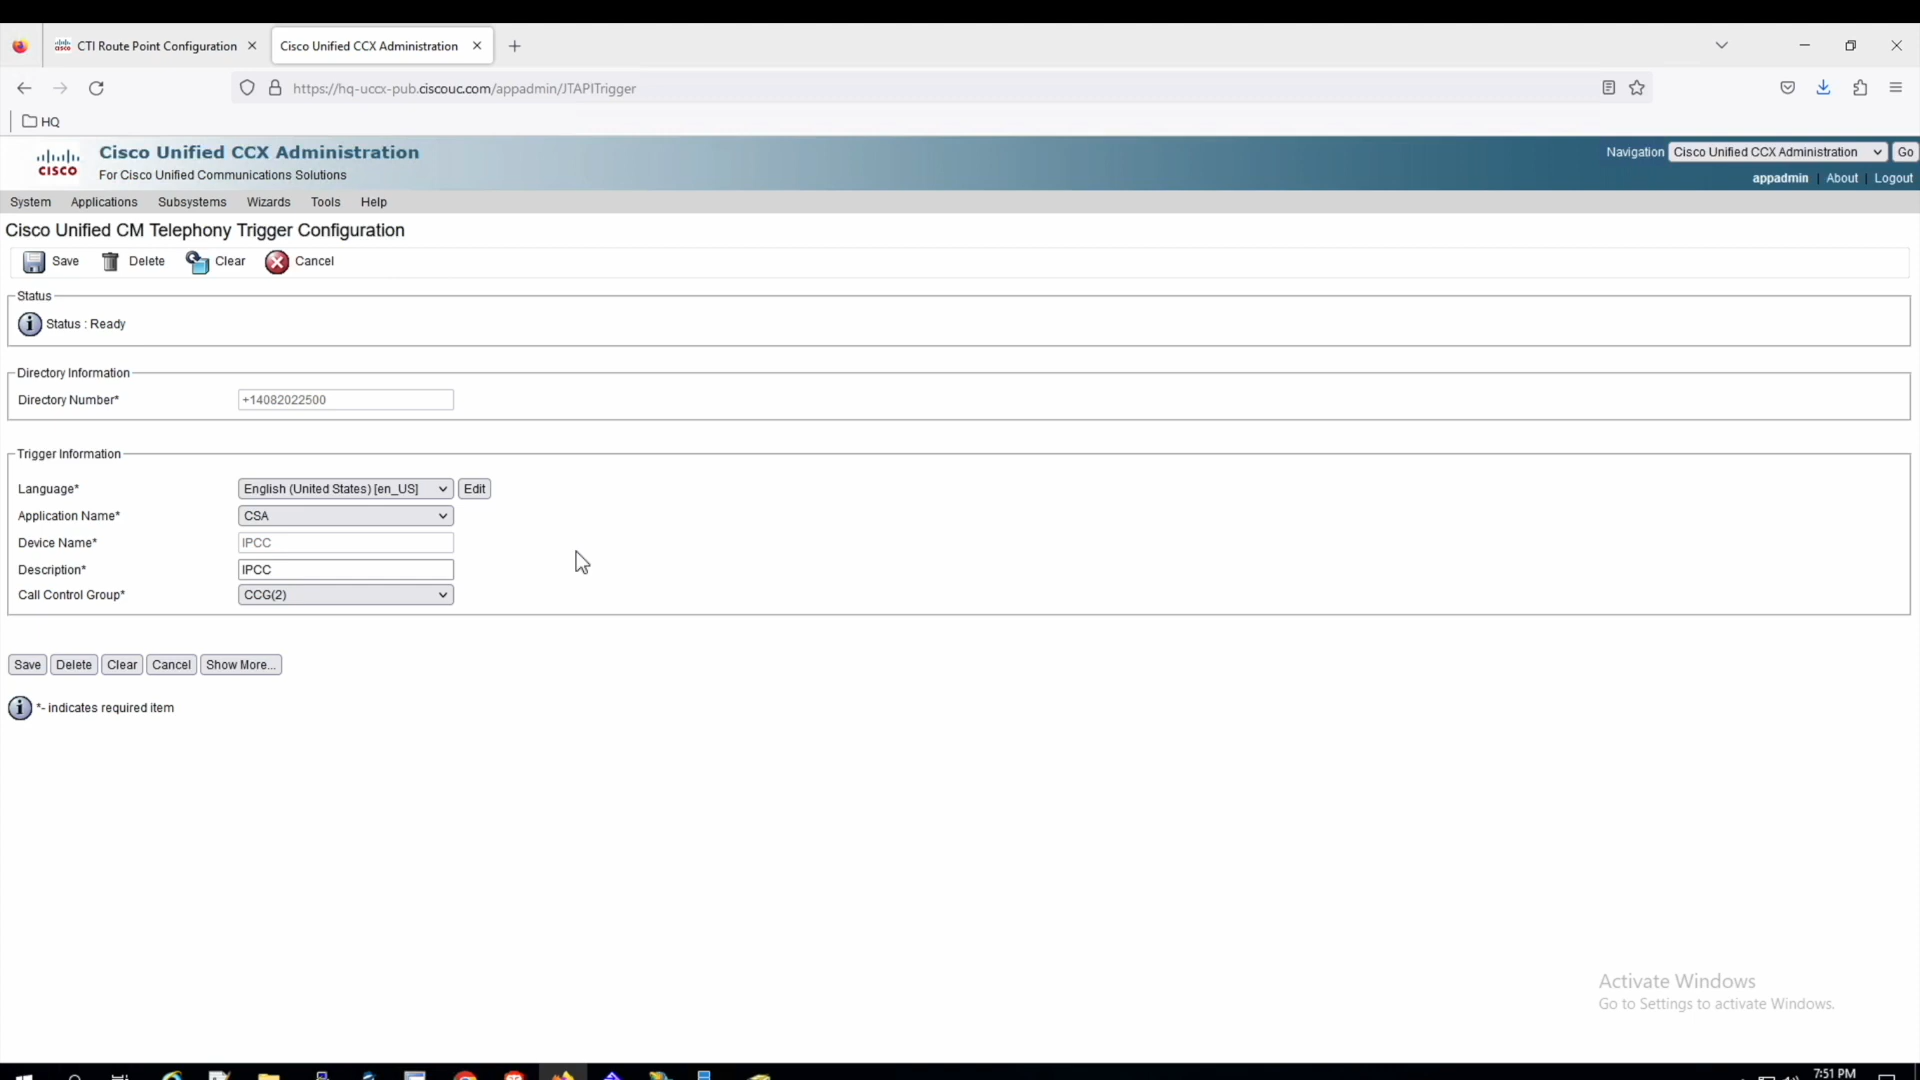 CTI Route Point Configuration
Cisco Unified CCX Administration
https://hq-uccx-pub.ciscouc.com/appadmin/JTAPITrigger
HQ
cisco
Cisco Unified CCX Administration
For Cisco Unified Communications Solutions
Navigation Cisco Unified CCX Administration Go
appadmin | About | Logout
System Applications Subsystems Wizards Tools Help
Cisco Unified CM Telephony Trigger Configuration
Save Delete Clear Cancel
Status
Status : Ready
Directory Information
Directory Number* +14082022500
Trigger Information
Language* English (United States) [en_US] Edit
Application Name* CSA
Device Name* IPCC
Description* IPCC
Call Control Group* CCG(2)
Save Delete Clear Cancel Show More...
*- indicates required item
Activate Windows
Go to Settings to activate Windows.
7:51 PM